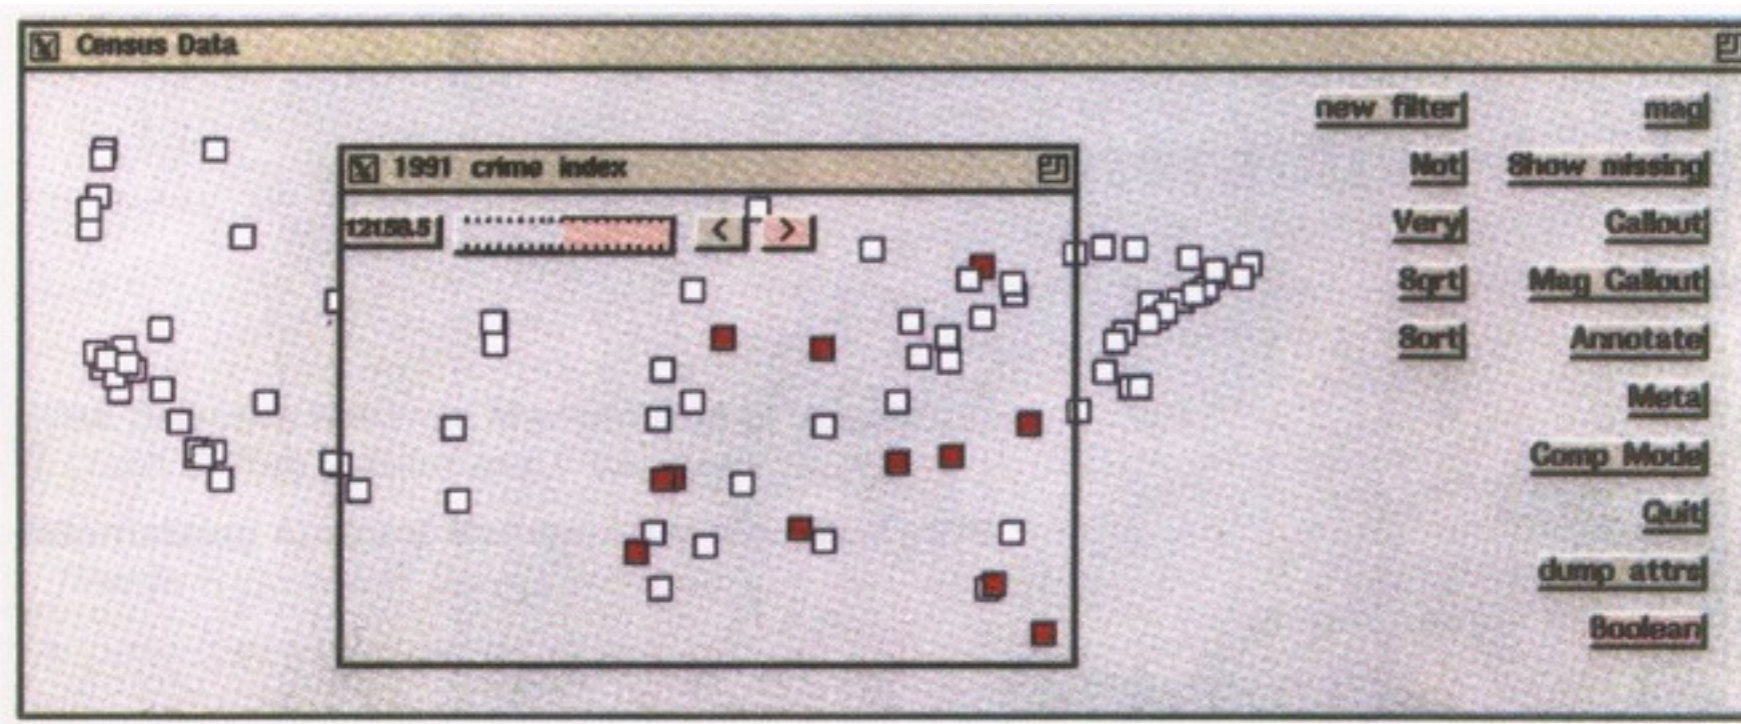 Census Data
new filter
mag
1991 crime index
Not
Show missing
12158.5
<
>
Very
Callout
Sqrt
Mag Callout
Sort
Annotate
Meta
Comp Mode
Quit
dump attrs
Boolean